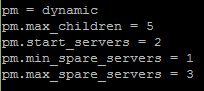 pm = dynamic
pm.max_children = 5
pm.start_servers = 2
pm.min_spare_servers = 1
pm.max_spare_servers = 3